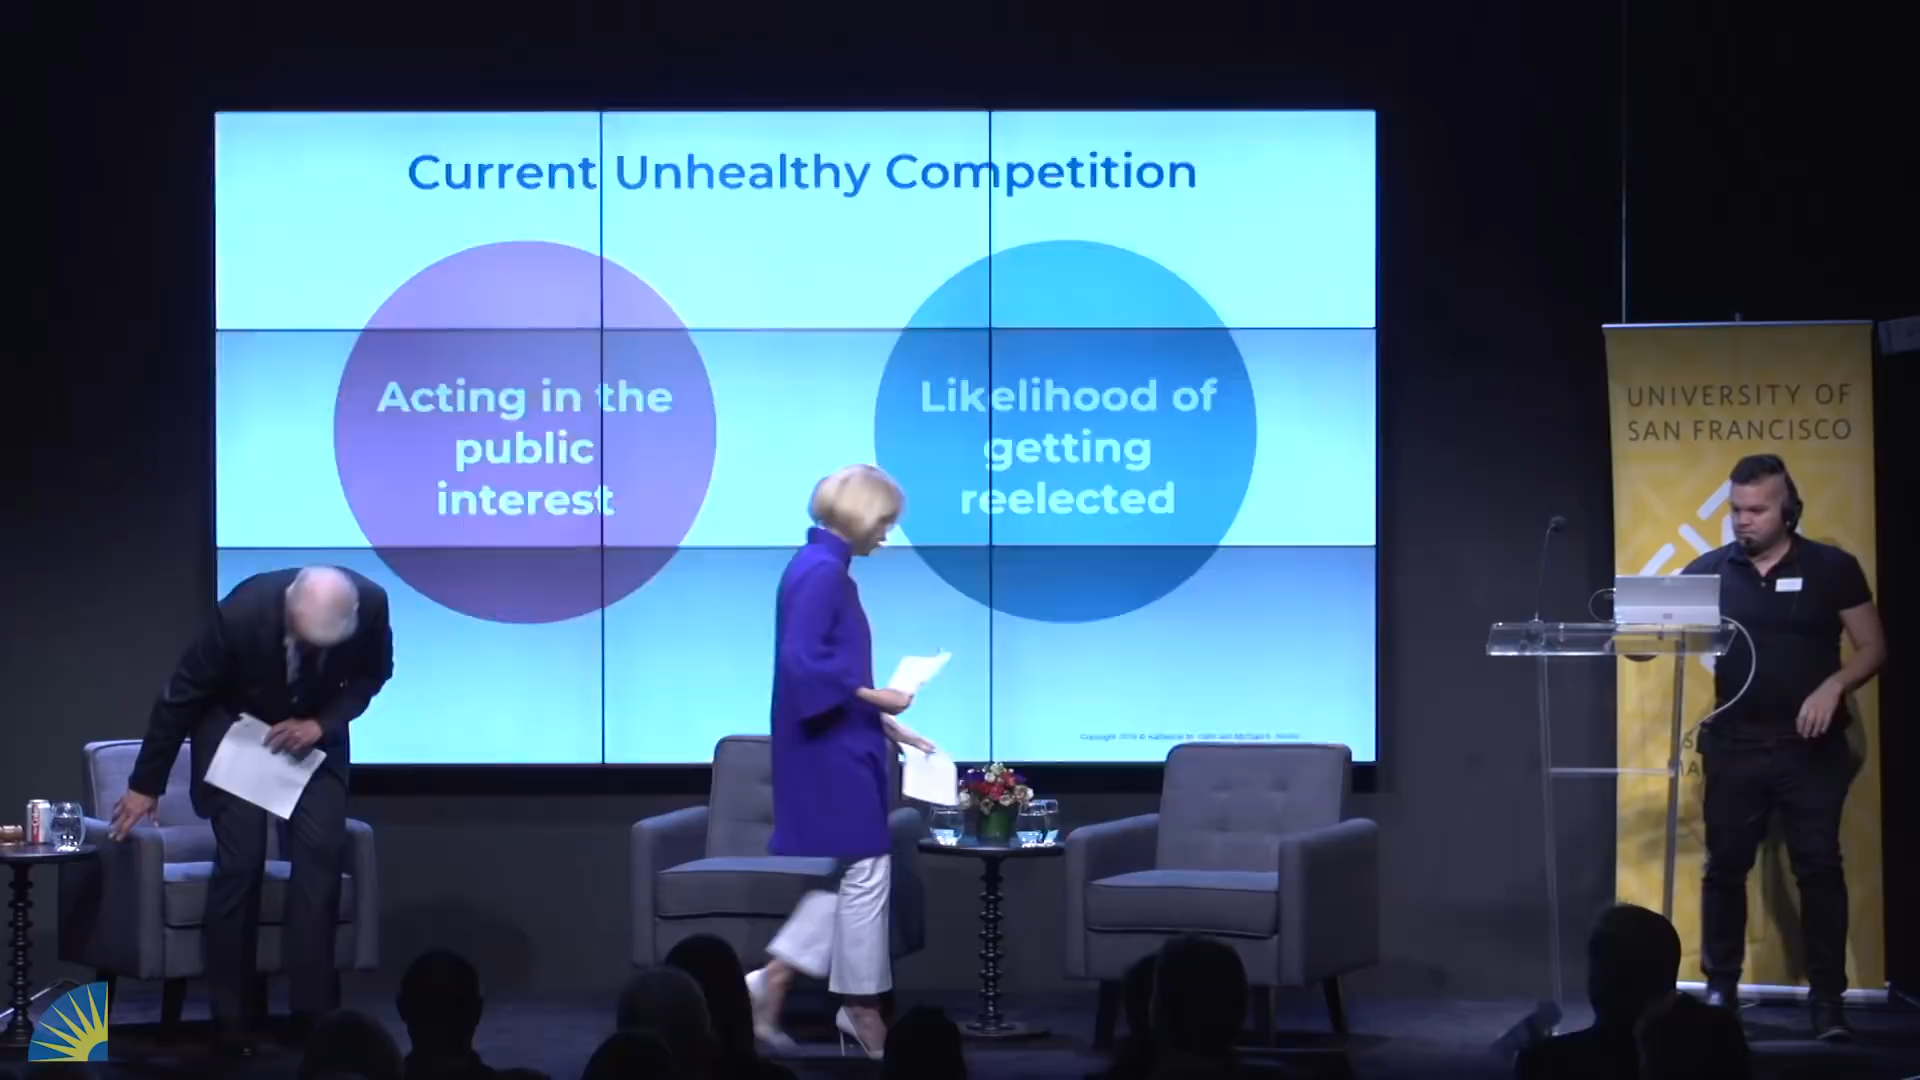 Current Unhealthy Competition
Acting in the
public
interest
Likelihood of
getting
reelected
UNIVERSITY OF
SAN FRANCISCO